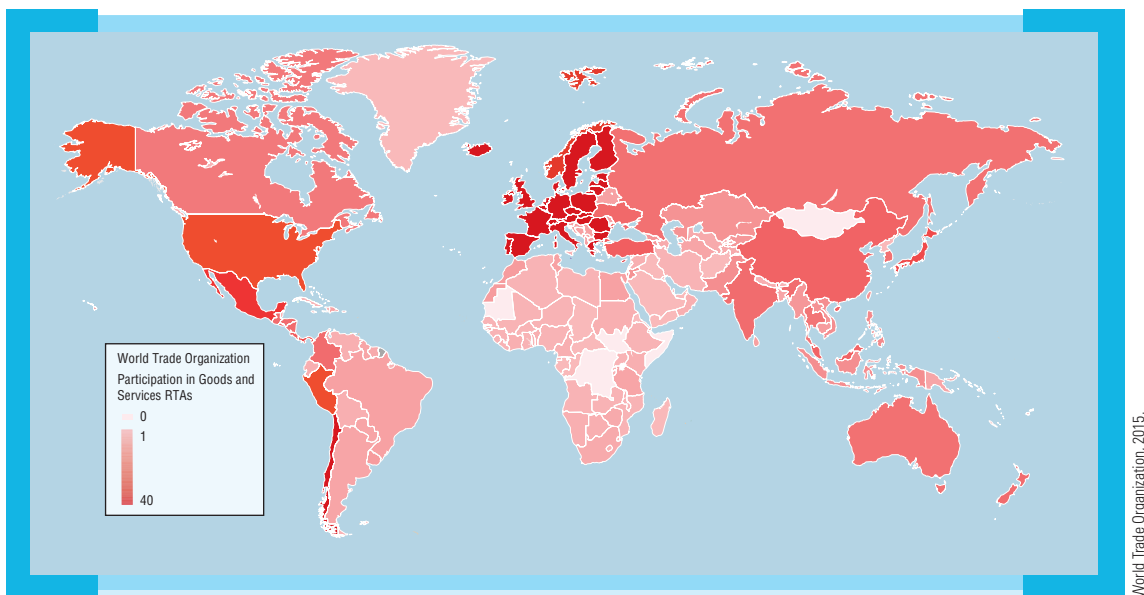 World Trade Organization
Participation in Goods and
Services RTAs
0
1
40
World Trade Organization, 2015.